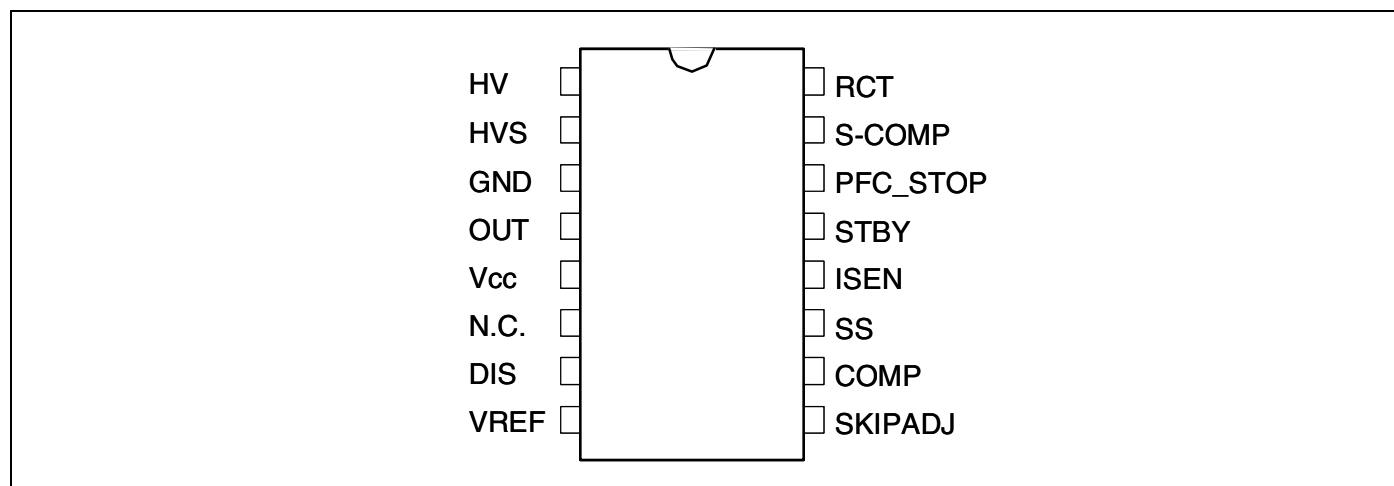 HV
HVS
GND
OUT
Vcc
N.C.
DIS
VREF
RCT
S-COMP
PFC_STOP
STBY
ISEN
SS
COMP
SKIPADJ